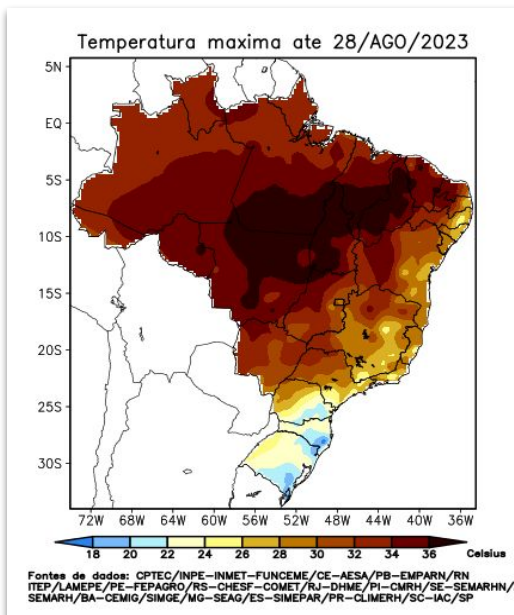 Temperatura maxima ate 28/AGO/2023
5N
EQ
5S
10S
15S
20S
25S
30S
72W 68W 64W 60W 56W 52W 48W 44W 40W 36W
18 20 22 24 26 28 30 32 34 36 Celsius
Fontes de dados: CPTEC/INPE-INMET-FUNCEME/CE-AESA/PB-EMPARN/RN
ITEP/LAMEPE/PE-FEPAGRO/RS-CHESF-COMET/RJ-DHME/PI-CMRH/SE-SEMARHN/
SEMARH/BA-CEMIG/SIMGE/MG-SEAG/ES-SIMEPAR/PR-CLIMERH/SC-IAC/SP